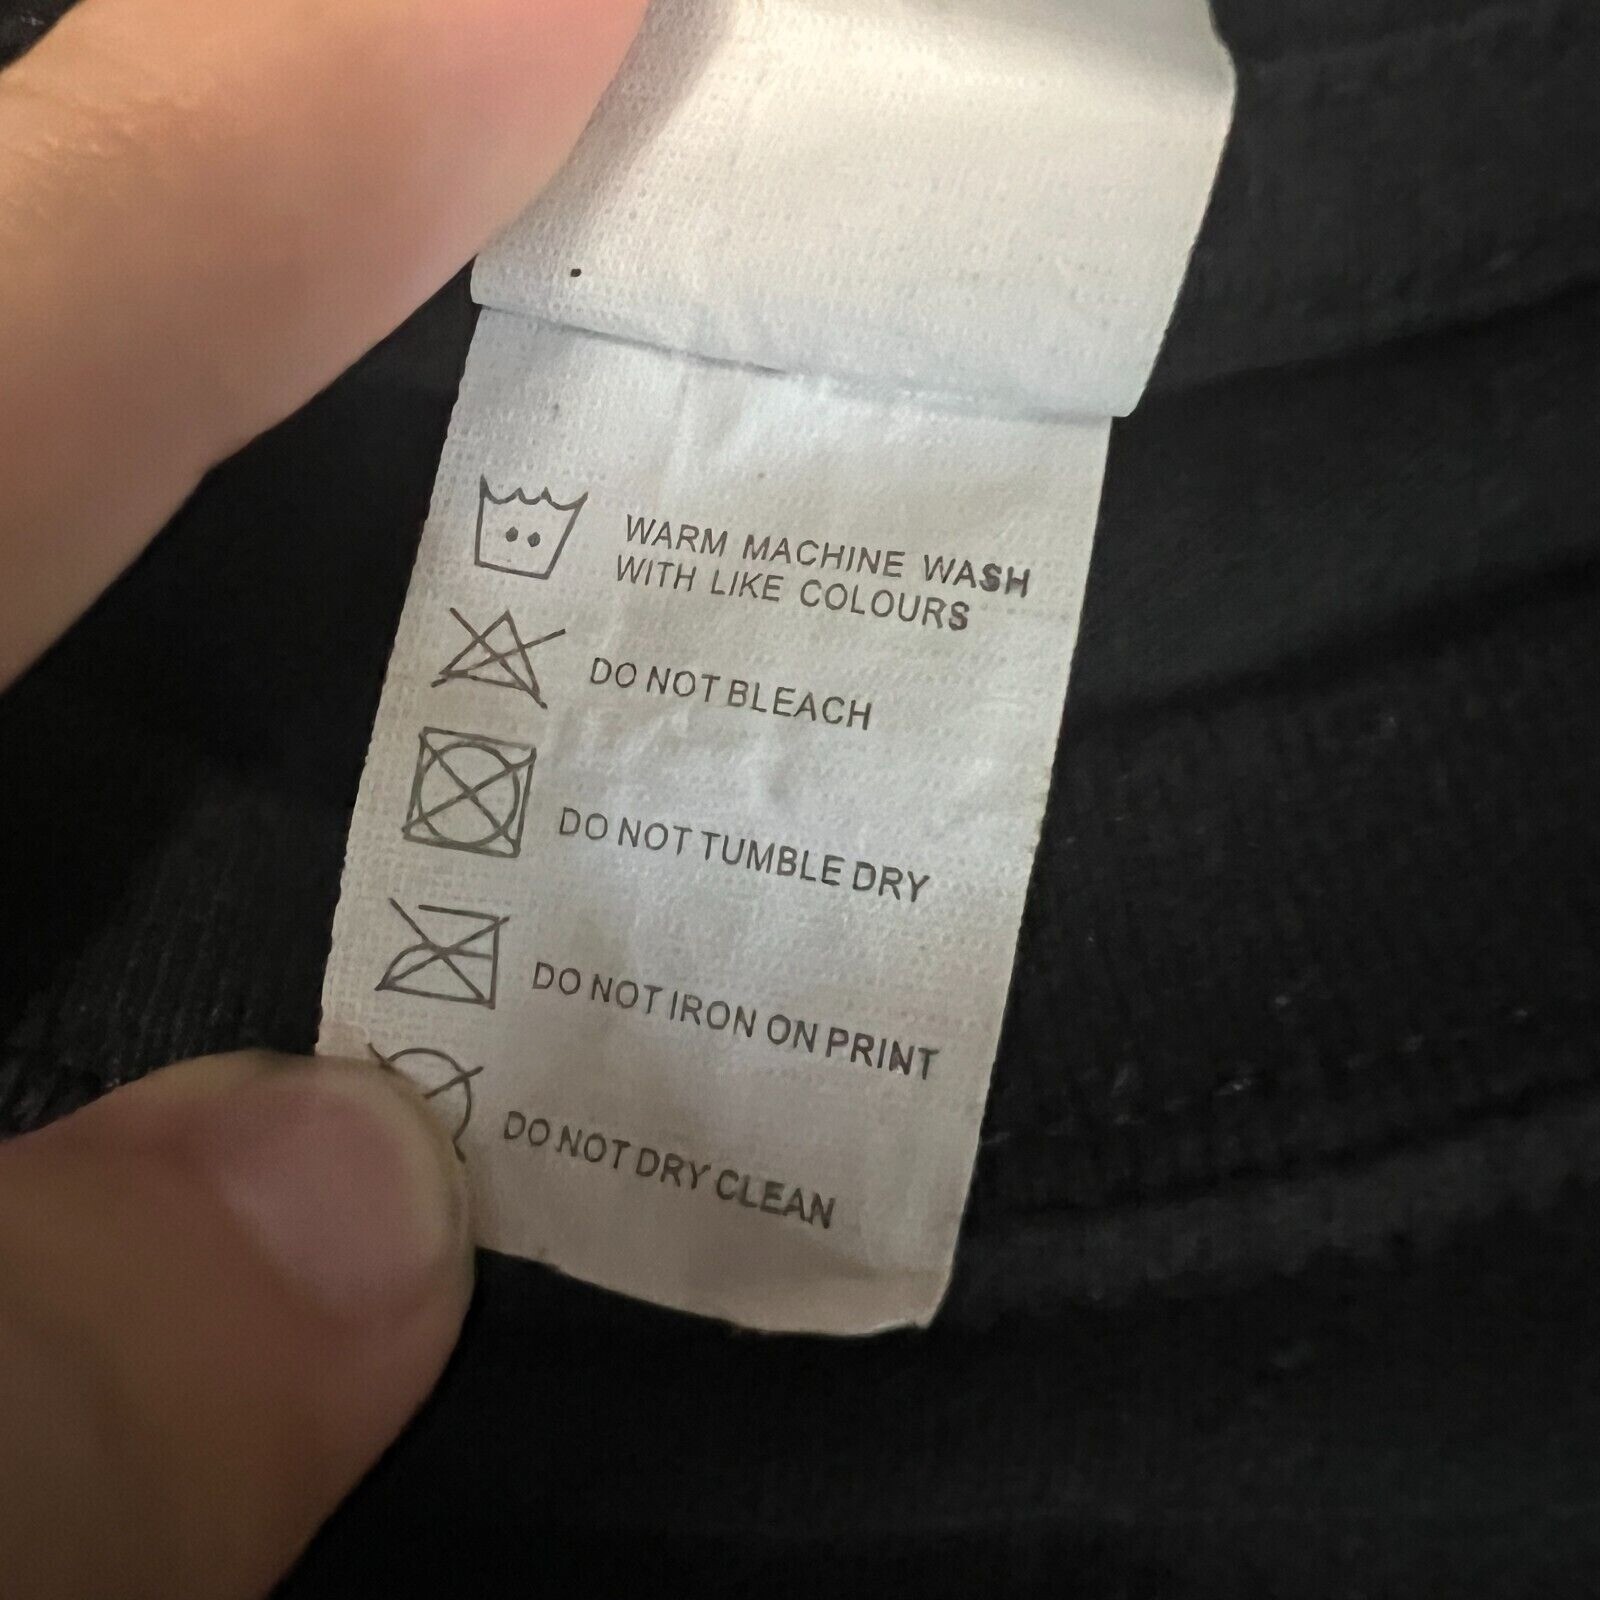 WARM MACHINE WASH
WITH LIKE COLOURS
DO NOT BLEACH
DO NOT TUMBLE DRY
DO NOT IRON ON PRINT
DO NOT DRY CLEAN